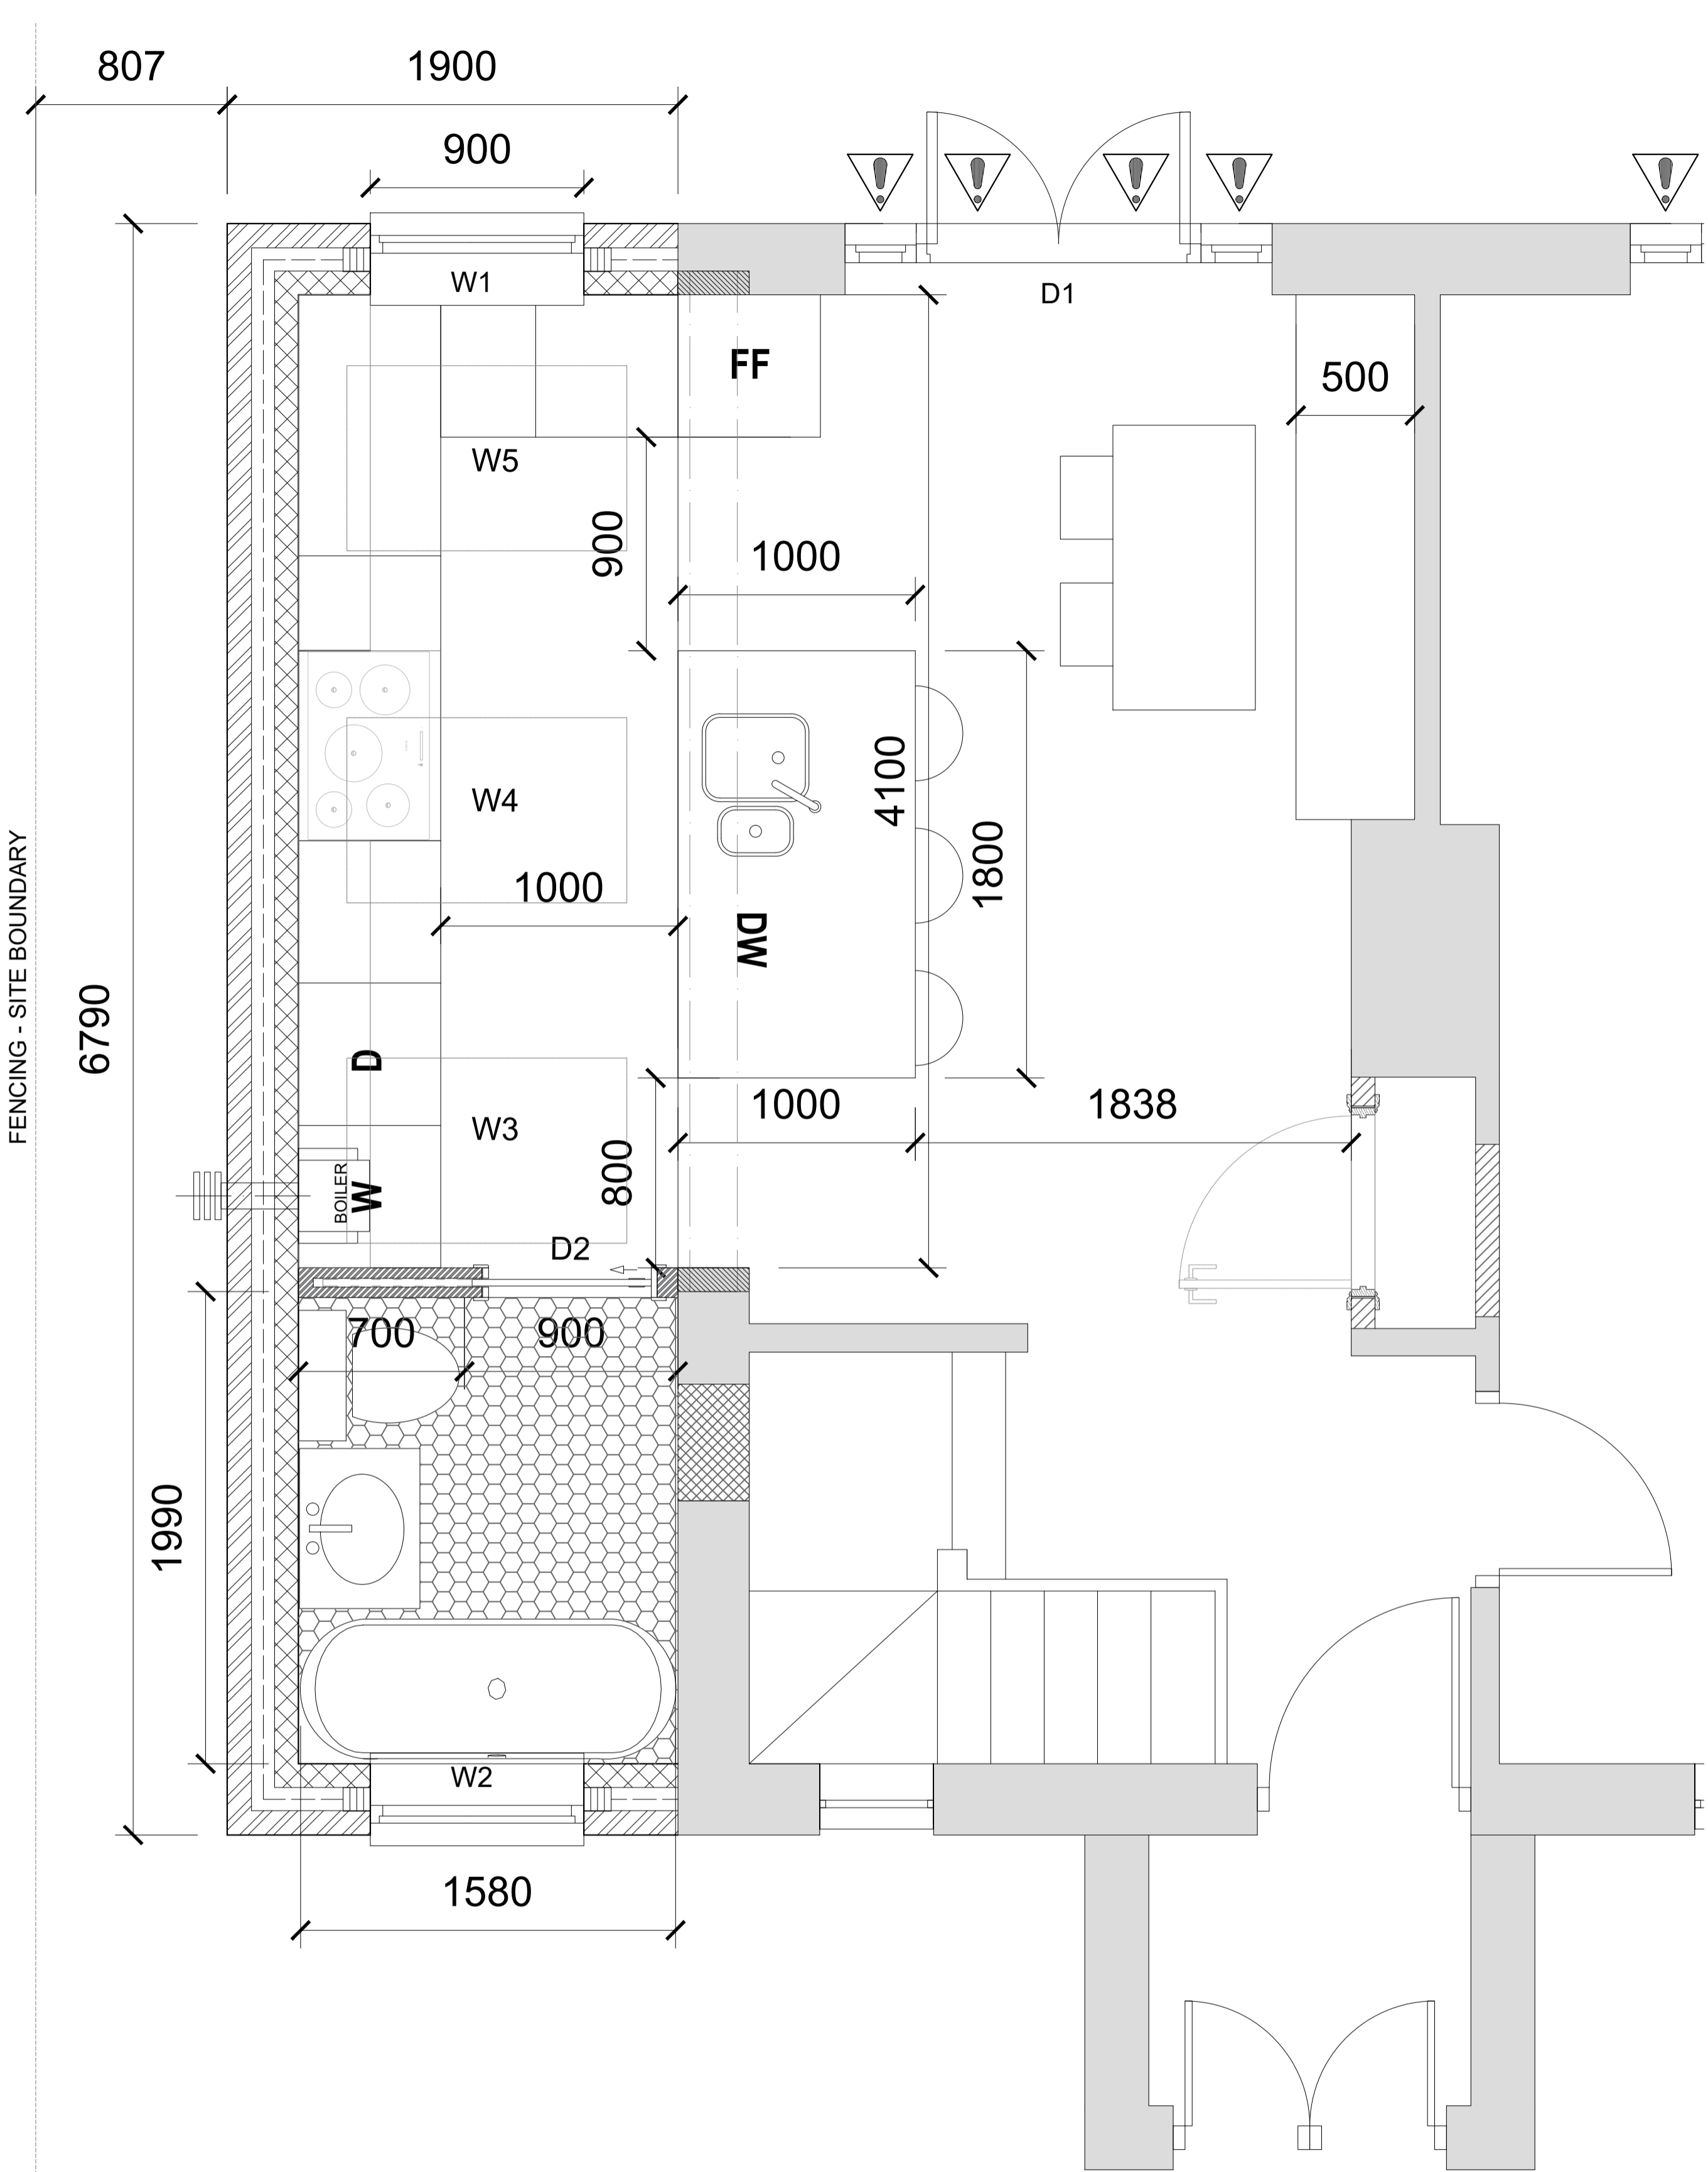 807
1900
900
W1
D1
FF
500
W5
900
1000
W4
4100
1800
1000
DW
FENCING - SITE BOUNDARY
6790
D
W3
1000
1838
800
BOILER
W
D2
700
900
1990
W2
1580